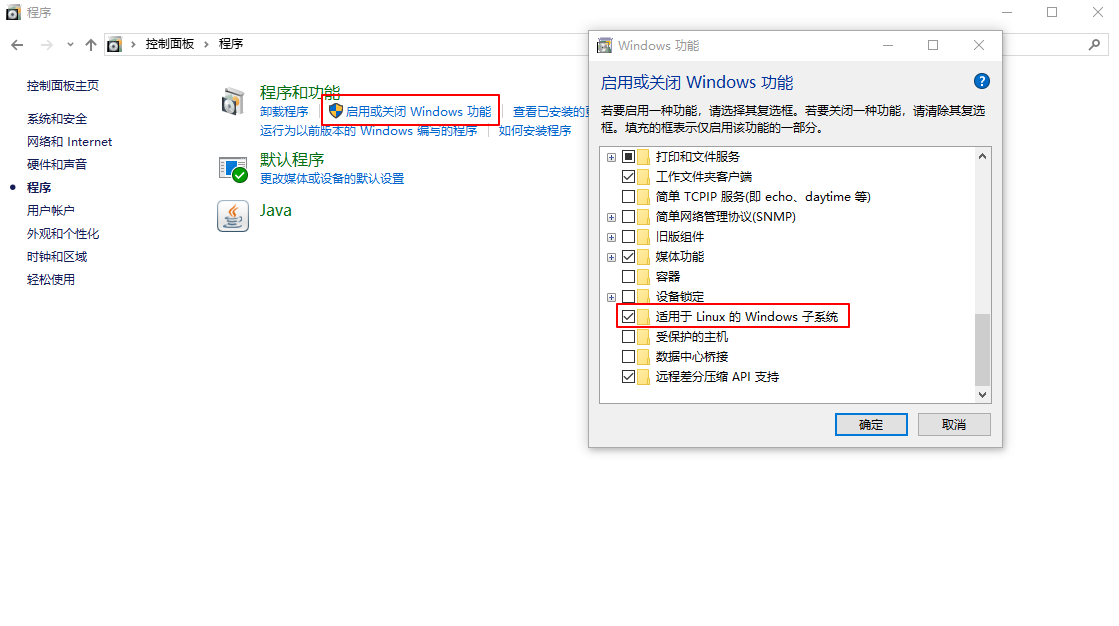 程序
控制面板 程序
控制面板主页
系统和安全
网络和 Internet
硬件和声音
程序
用户帐户
外观和个性化
时钟和区域
轻松使用
程序和功能
卸载程序 启用或关闭 Windows 功能 查看已安装的
运行为以前版本的 Windows 编写的程序 如何安装程序
默认程序
更改媒体或设备的默认设置
Java
Windows 功能
启用或关闭 Windows 功能
若要启用一种功能，请选择其复选框。若要关闭一种功能，请清除其复选
框。填充的框表示仅启用该功能的一部分。
打印和文件服务
工作文件夹客户端
简单 TCPIP 服务(即 echo、daytime 等)
简单网络管理协议(SNMP)
旧版组件
媒体功能
容器
设备锁定
适用于 Linux 的 Windows 子系统
受保护的主机
数据中心桥接
远程差分压缩 API 支持
确定 取消